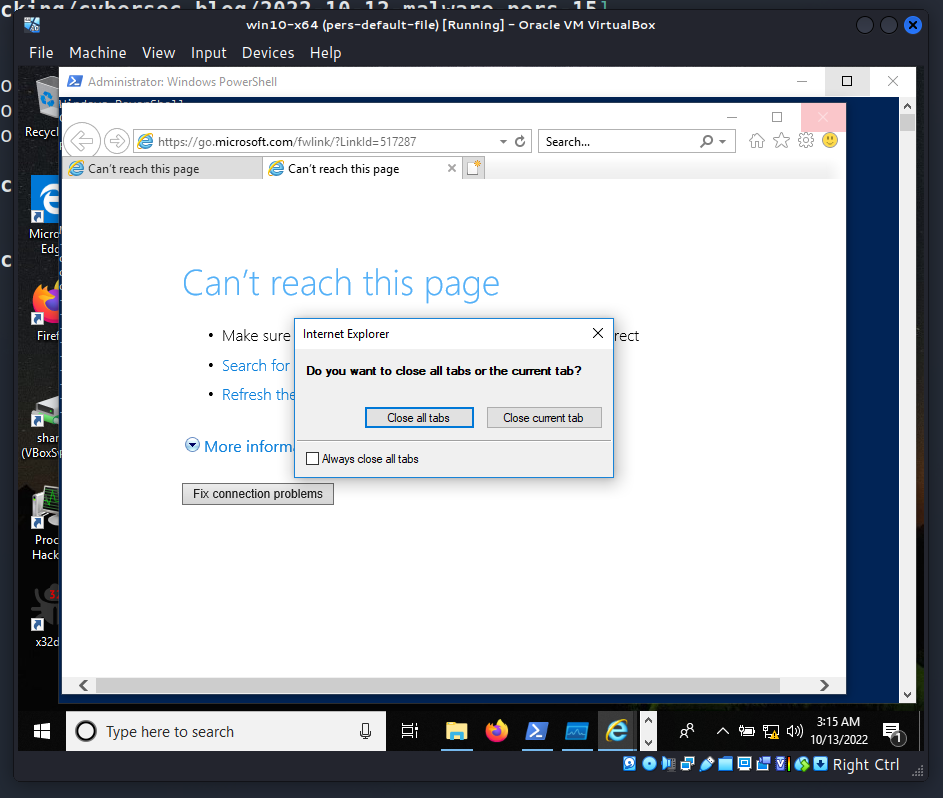 cking/cybersec_blog/2022-10-12-malware-pers-15]
win10-x64 (pers-default-file) [Running] - Oracle VM VirtualBox
File Machine View Input Devices Help
Administrator: Windows PowerShell
Windows PowerShell
https://go.microsoft.com/fwlink/?LinkId=517287
Search...
Can't reach this page
Can't reach this page
Can't reach this page
• Make sure
rect
• Search for
• Refresh the
More informa
Fix connection problems
Internet Explorer
Do you want to close all tabs or the current tab?
Close all tabs
Close current tab
Always close all tabs
Recycl
Micro
Edg
Firef
shar
(VBoxSv
Proc
Hack
x32d
Type here to search
3:15 AM
10/13/2022
1
Right Ctrl